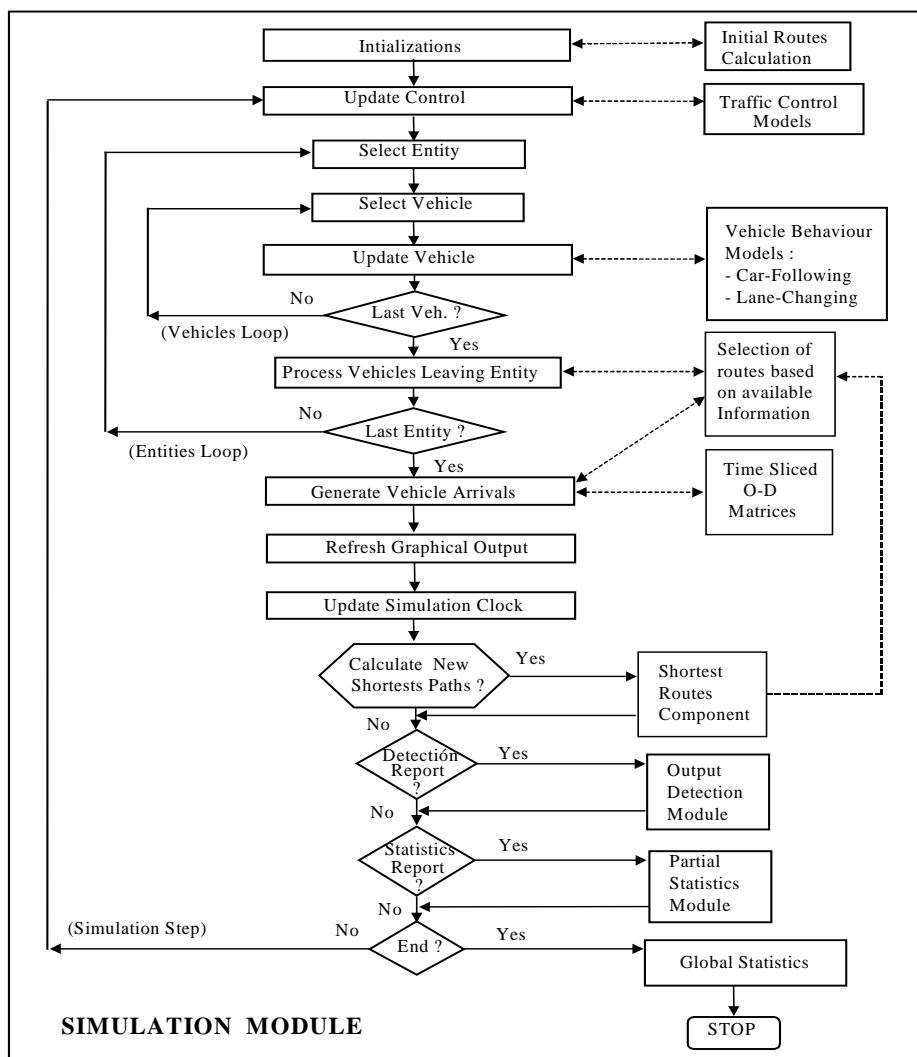 Intializations
Initial Routes
Calculation
Update Control
Traffic Control
Models
Select Entity
Select Vehicle
Update Vehicle
Vehicle Behaviour
Models :
- Car-Following
- Lane-Changing
No
Last Veh. ?
(Vehicles Loop)
Yes
Process Vehicles Leaving Entity
Selection of
routes based
on available
Information
No
Last Entity ?
(Entities Loop)
Yes
Generate Vehicle Arrivals
Time Sliced
O-D
Matrices
Refresh Graphical Output
Update Simulation Clock
Calculate New
Shortests Paths ?
Yes
Shortest
Routes
Component
No
Detección
Report
?
Yes
Output
Detection
Module
No
Statistics
Report
?
Yes
Partial
Statistics
Module
No
(Simulation Step)
No
End ?
Yes
Global Statistics
SIMULATION MODULE
STOP